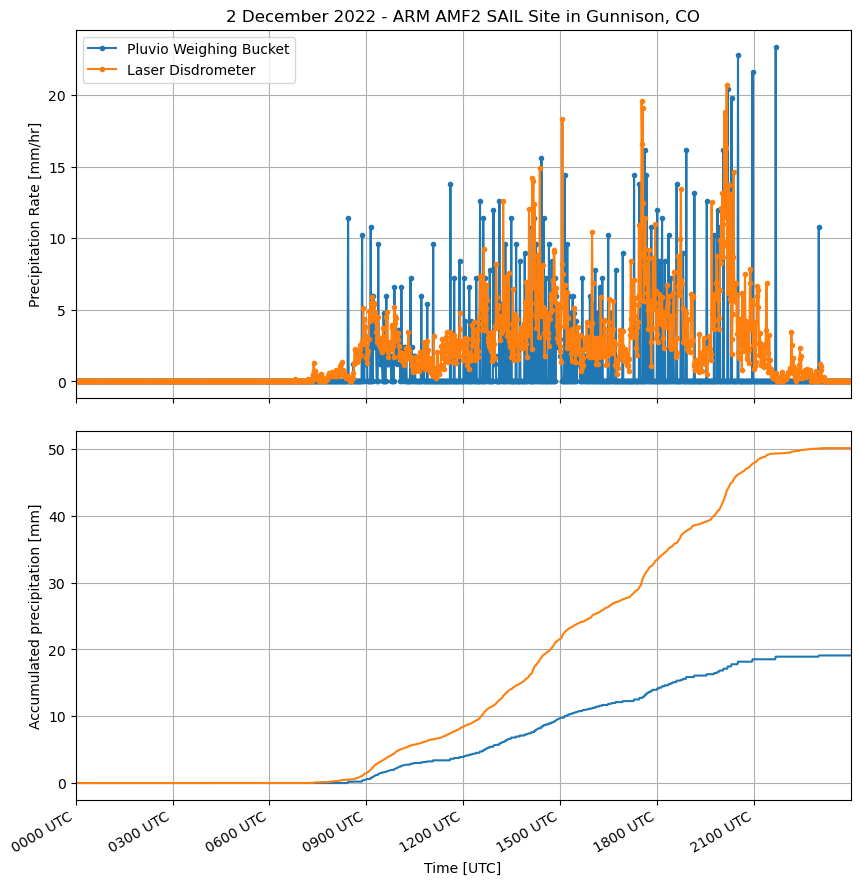 2 December 2022 - ARM AMF2 SAIL Site in Gunnison, CO
Pluvio Weighing Bucket
Laser Disdrometer
Precipitation Rate [mm/hr]
20
15
10
5
0
Accumulated precipitation [mm]
50
40
30
20
10
0
0000 UTC
0300 UTC
0600 UTC
0900 UTC
1200 UTC
1500 UTC
1800 UTC
2100 UTC
Time [UTC]